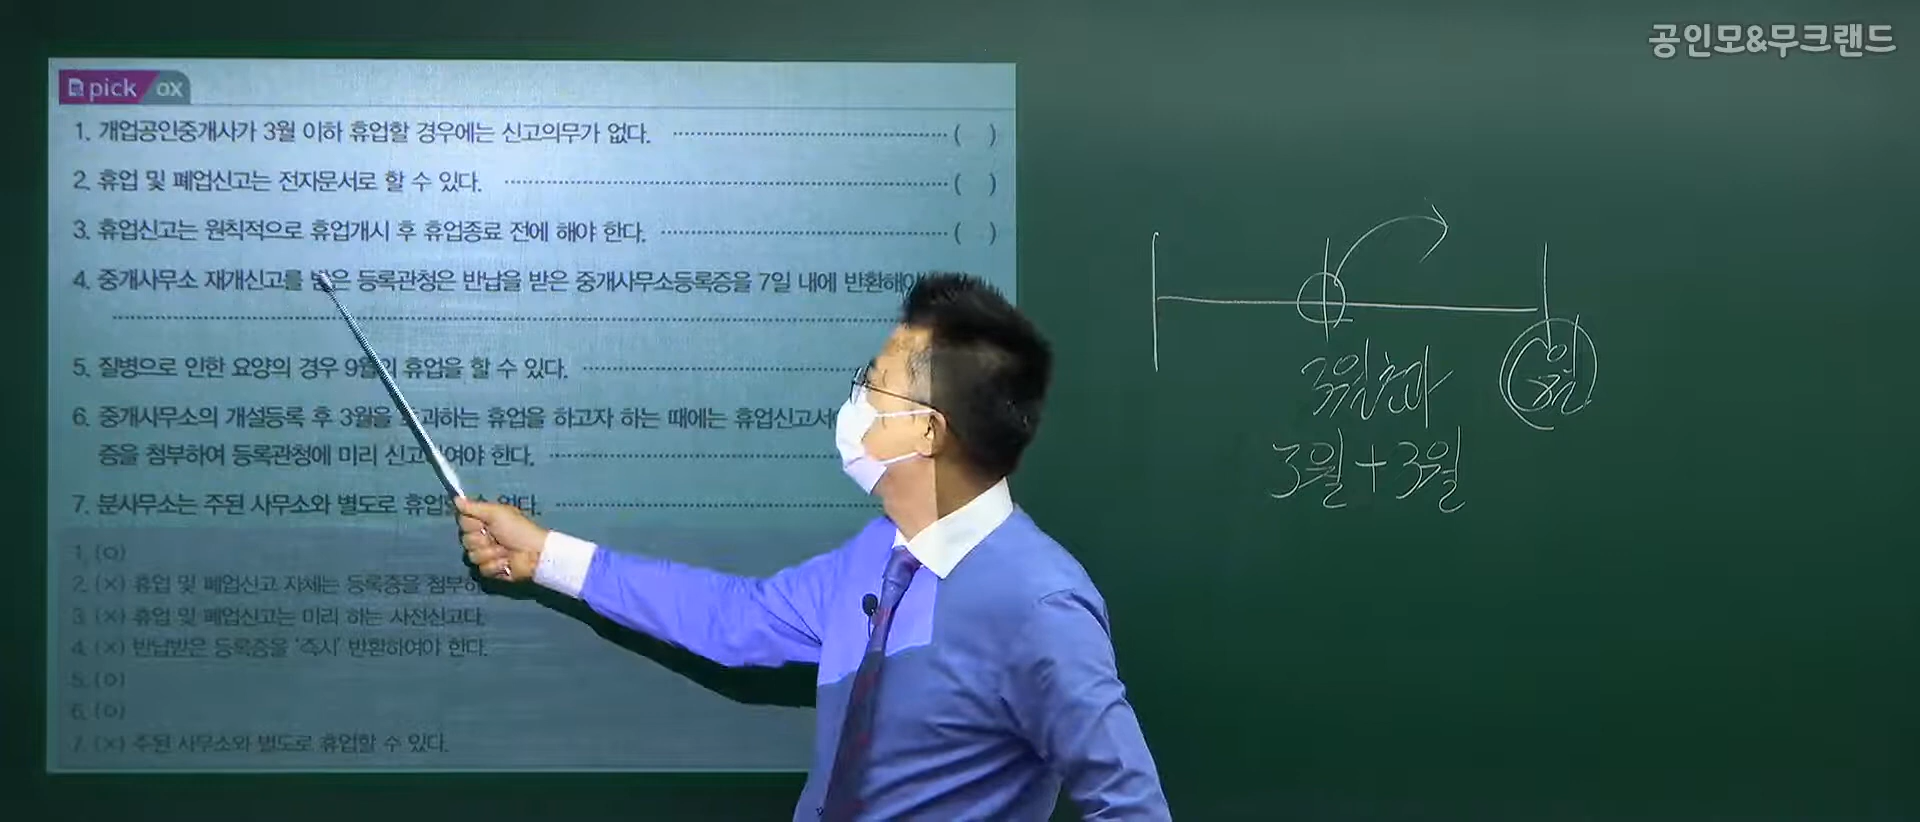 공인모&무크랜드
pick ox
1. 개업공인중개사가 3월 이하 휴업할 경우에는 신고의무가 없다. ( )
2. 휴업 및 폐업신고는 전자문서로 할 수 있다. ( )
3. 휴업신고는 원칙적으로 휴업개시 후 휴업종료 전에 해야 한다. ( )
4. 중개사무소 재개신고를 받은 등록관청은 반납을 받은 중개사무소등록증을 7일 내에 반환해야
5. 질병으로 인한 요양의 경우 9월의 휴업을 할 수 있다.
6. 중개사무소의 개설등록 후 3월을 초과하는 휴업을 하고자 하는 때에는 휴업신고서에
증을 첨부하여 등록관청에 미리 신고하여야 한다.
7. 분사무소는 주된 사무소와 별도로 휴업할 수 없다.
1. (o)
2. (×) 휴업 및 폐업신고 자체는 등록증을 첨부하
3. (×) 휴업 및 폐업신고는 미리 하는 사전신고다.
4. (×) 반납받은 등록증을 '즉시' 반환하여야 한다.
5. (o)
6. (o)
7. (×) 주된 사무소와 별도로 휴업할 수 있다.
3월초과
3월+3월